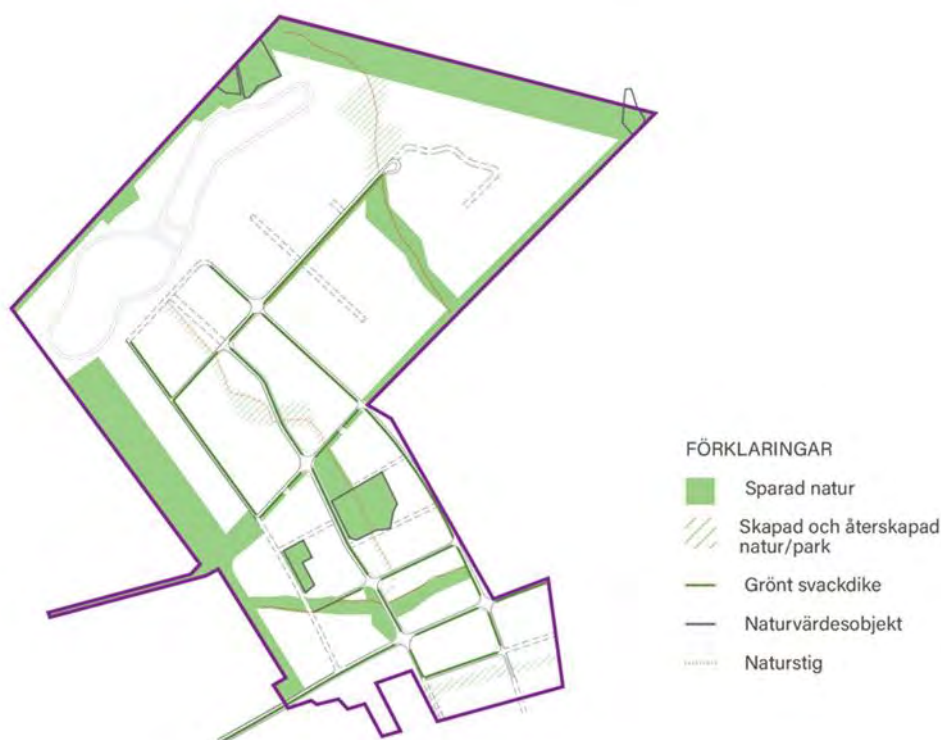 FÖRKLARINGAR
Sparad natur
Skapad och återskapad
natur/park
Grönt svackdike
Naturvärdesobjekt
Naturstig